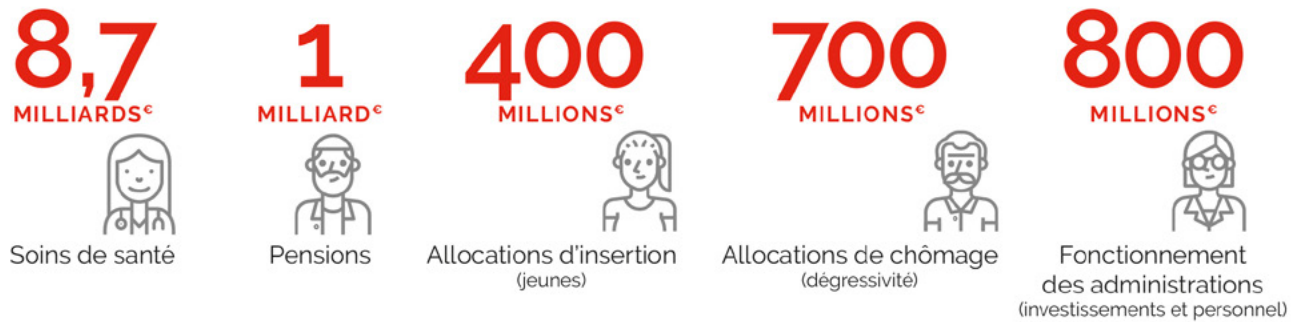 8,7
MILLIARDS€
Soins de santé
1
MILLIARD€
Pensions
400
MILLIONS€
Allocations d'insertion
(jeunes)
700
MILLIONS€
Allocations de chômage
(dégressivité)
800
MILLIONS€
Fonctionnement
des administrations
(investissements et personnel)